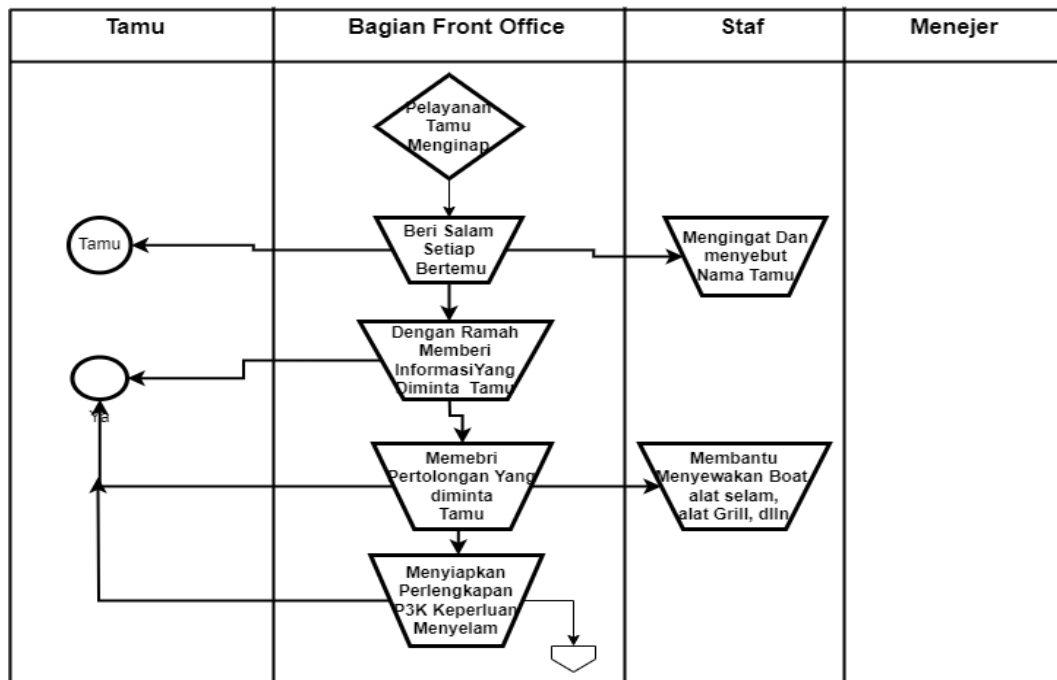 Tamu
Bagian Front Office
Staf
Menejer
Pelayanan
Tamu
Menginap
Tamu
Beri Salam
Setiap
Bertemu
Mengingat Dan
menyebut
Nama Tamu
Dengan Ramah
Memberi
InformasiYang
Diminta Tamu
Ya
Memebri
Pertolongan Yang
diminta
Tamu
Membantu
Menyewakan Boat
alat selam,
alat Grill, dlln
Menyiapkan
Perlengkapan
P3K Keperluan
Menyelam